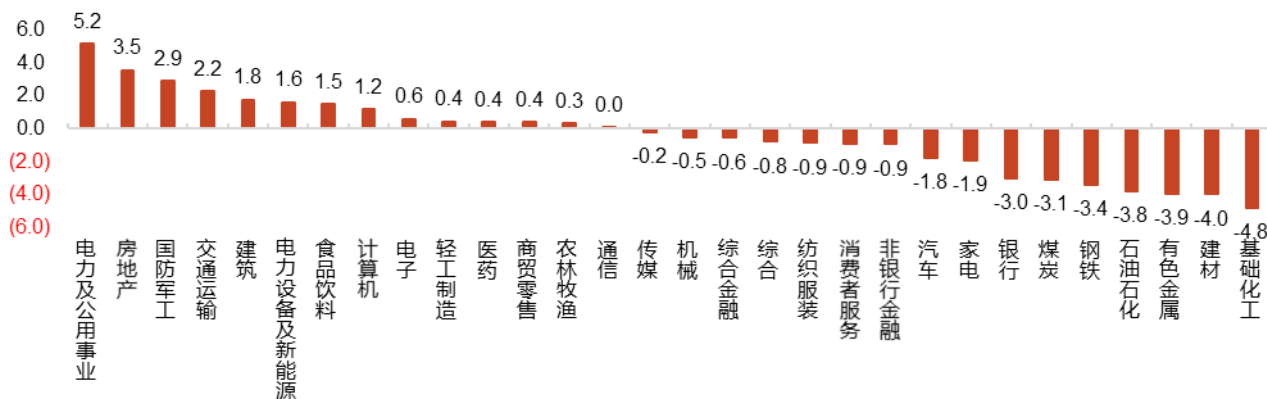 6.0
4.0
2.0
0.0
(2.0)
(4.0)
(6.0)
5.2
3.5
2.9
2.2
1.8
1.6
1.5
1.2
0.6
0.4
0.4
0.4
0.3
0.0
-0.2
-0.5
-0.6
-0.8
-0.9
-0.9
-0.9
-1.8
-1.9
-3.0
-3.1
-3.4
-3.8
-3.9
-4.0
-4.8
电力及公用事业
房地产
国防军工
交通运输
建筑
电力设备及新能源
食品饮料
计算机
电子
轻工制造
医药
商贸零售
农林牧渔
通信
传媒
机械
综合金融
综合
纺织服装
消费者服务
非银行金融
汽车
家电
银行
煤炭
钢铁
石油石化
有色金属
建材
基础化工